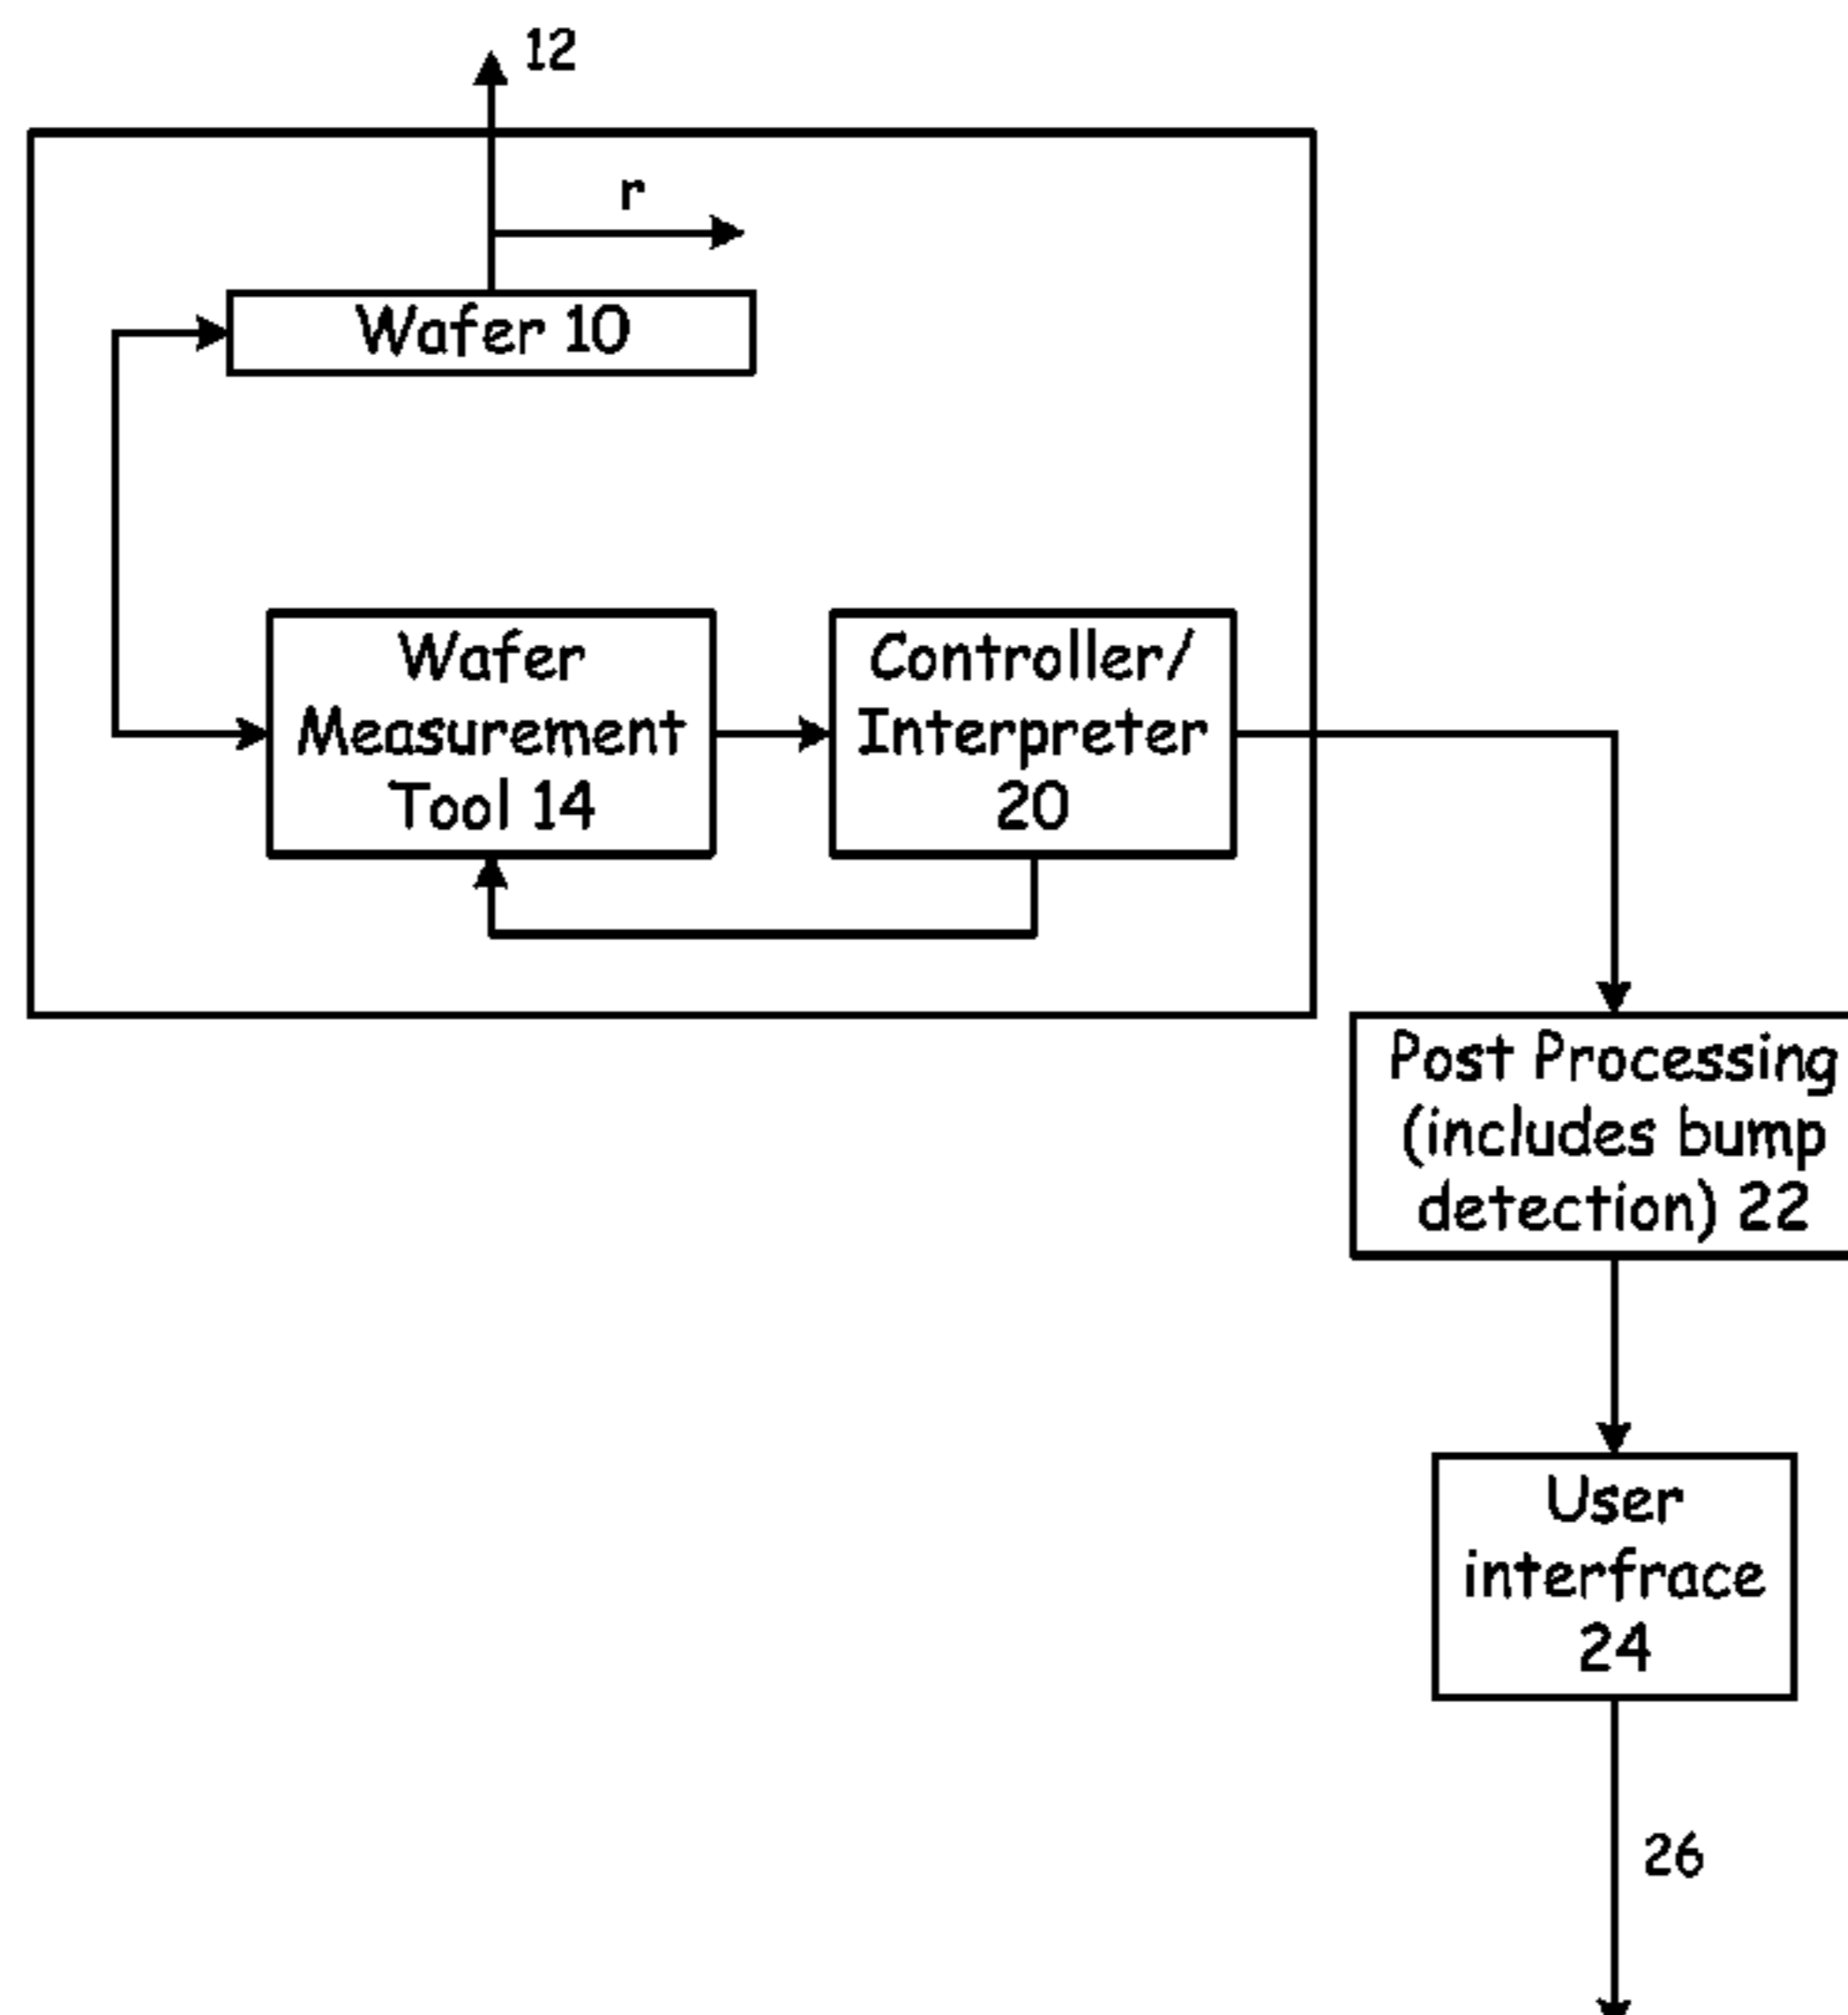 12
r
Wafer 10
Wafer
Measurement
Tool 14
Controller/
Interpreter
20
Post Processing
(includes bump
detection) 22
User
interfrace
24
26